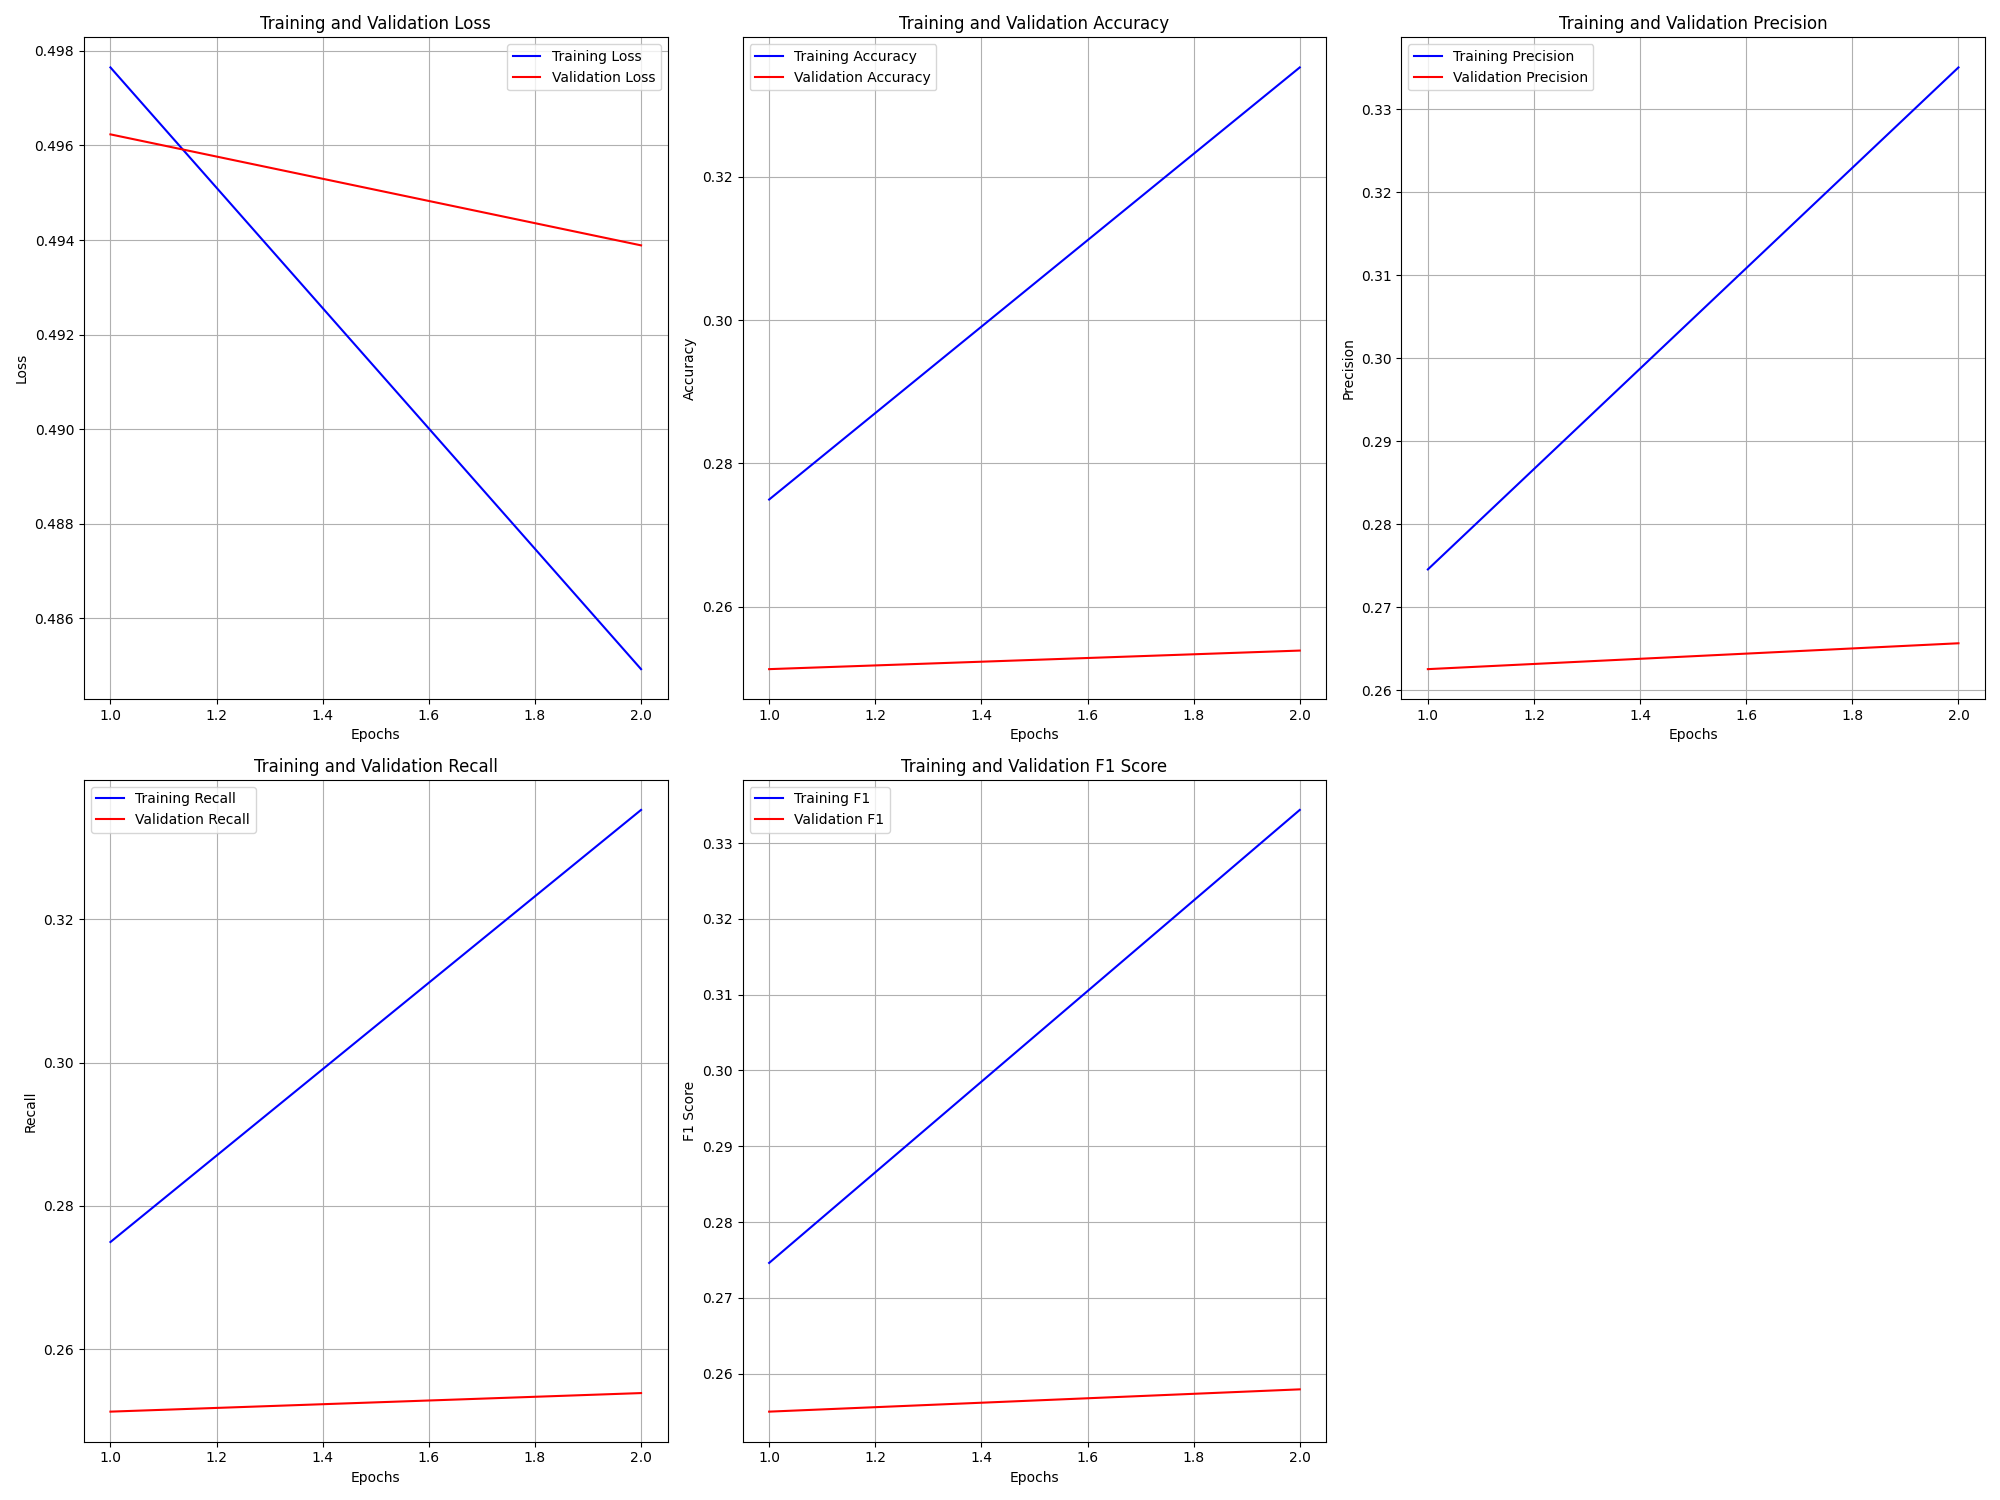 Training and Validation Loss
Training Loss
Validation Loss
0.498
0.496
0.494
0.492
0.490
0.488
0.486
Loss
1.0 1.2 1.4 1.6 1.8 2.0
Epochs
Training and Validation Accuracy
Training Accuracy
Validation Accuracy
0.32
0.30
0.28
0.26
Accuracy
1.0 1.2 1.4 1.6 1.8 2.0
Epochs
Training and Validation Precision
Training Precision
Validation Precision
0.33
0.32
0.31
0.30
0.29
0.28
0.27
0.26
Precision
1.0 1.2 1.4 1.6 1.8 2.0
Epochs
Training and Validation Recall
Training Recall
Validation Recall
0.32
0.30
0.28
0.26
Recall
1.0 1.2 1.4 1.6 1.8 2.0
Epochs
Training and Validation F1 Score
Training F1
Validation F1
0.33
0.32
0.31
0.30
0.29
0.28
0.27
0.26
F1 Score
1.0 1.2 1.4 1.6 1.8 2.0
Epochs